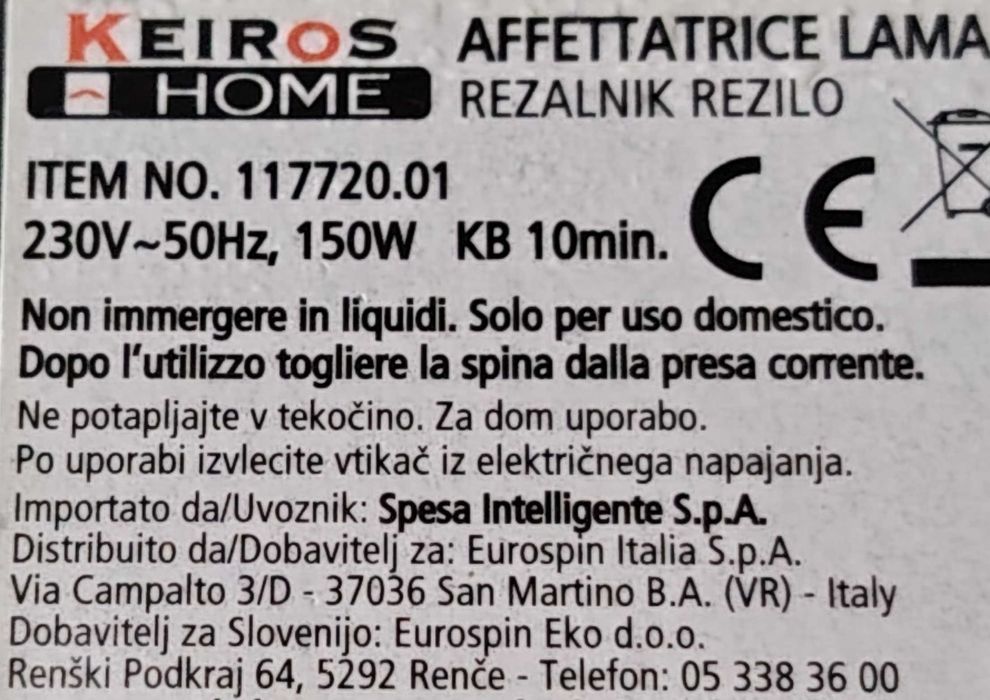 KEIROS
HOME
AFFETTATRICE LAMA
REZALNIK REZILO
ITEM NO. 117720.01
230V~50Hz, 150W KB 10min.
CE
Non immergere in liquidi. Solo per uso domestico.
Dopo l'utilizzo togliere la spina dalla presa corrente.
Ne potapljajte v tekočino. Za dom uporabo.
Po uporabi izvlecite vtikač iz električnega napajanja.
Importato da/Uvoznik: Spesa Intelligente S.p.A.
Distribuito da/Dobavitelj za: Eurospin Italia S.p.A.
Via Campalto 3/D - 37036 San Martino B.A. (VR) - Italy
Dobavitelj za Slovenijo: Eurospin Eko d.o.o.
Renški Podkraj 64, 5292 Renče - Telefon: 05 338 36 00